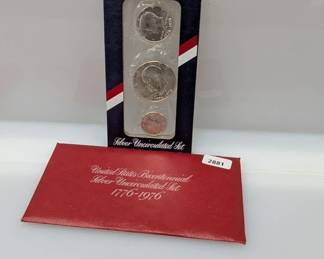 Silver Uncirculated Set
2881
United States Bicentennial
Silver Uncirculated Set
1776-1976